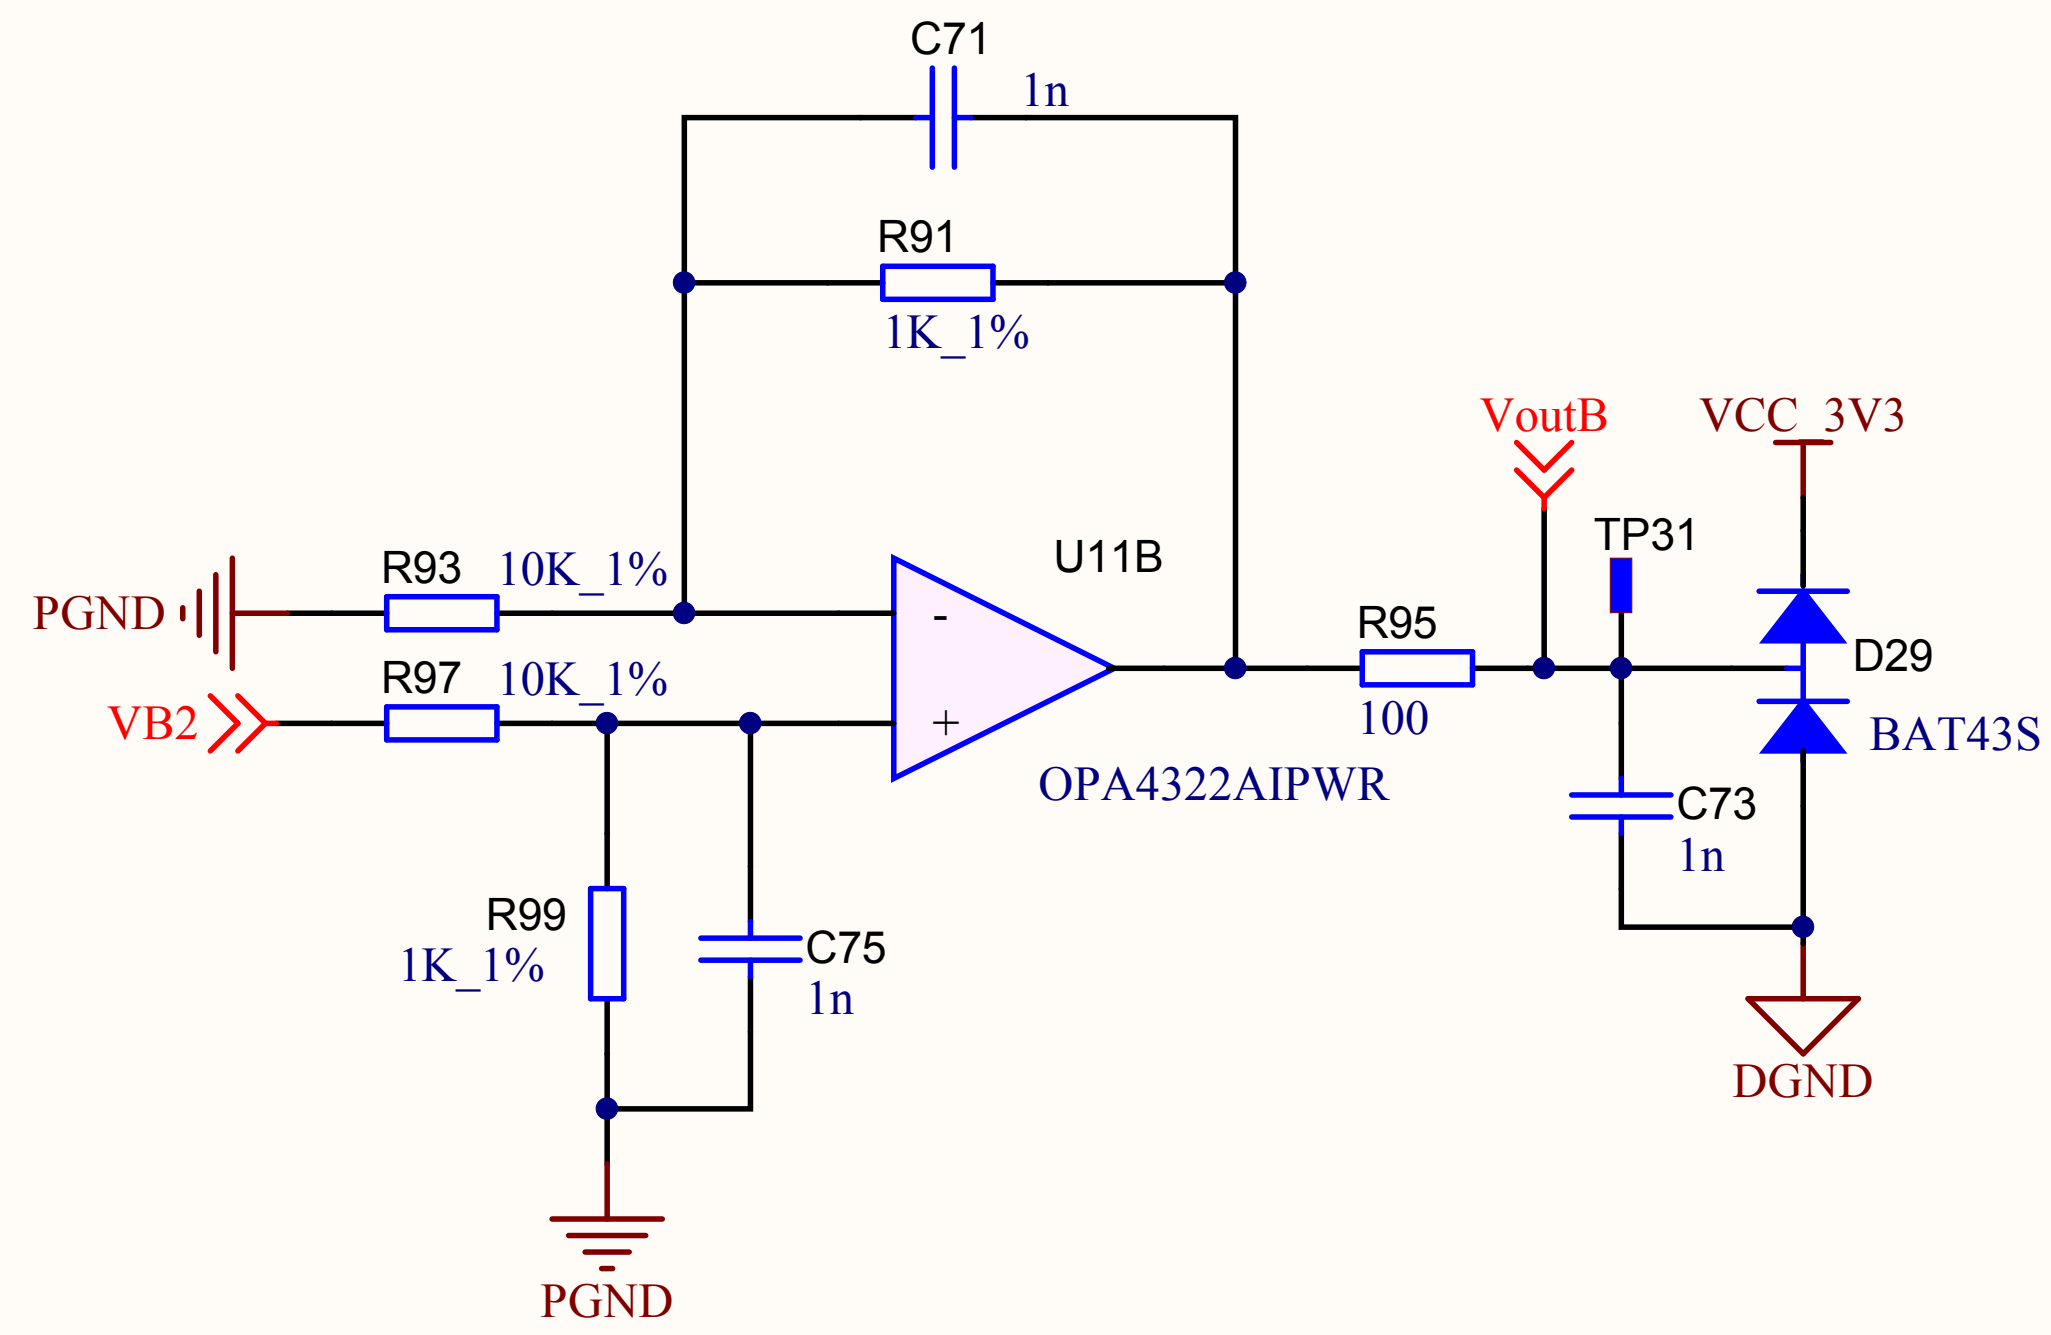 C71
1n
R91
1K_1%
VoutB
VCC_3V3
TP31
U11B
R93
10K_1%
PGND
-
R95
100
R97
10K_1%
VB2
+
D29
BAT43S
OPA4322AIPWR
C73
1n
R99
1K_1%
C75
1n
DGND
PGND